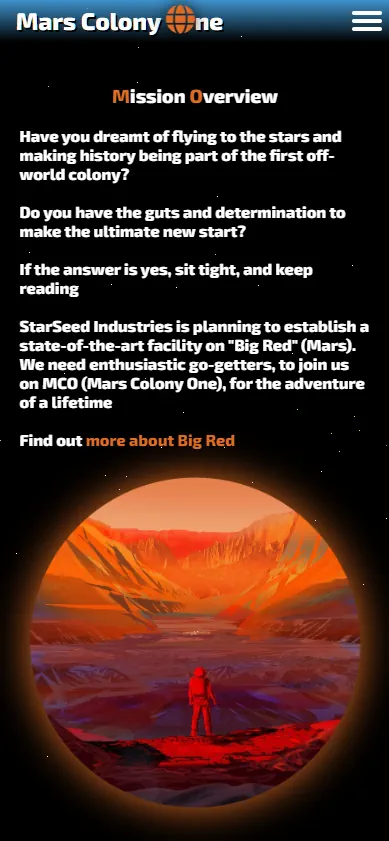 Mars Colony One
Mission Overview
Have you dreamt of flying to the stars and
making history being part of the first off-
world colony?
Do you have the guts and determination to
make the ultimate new start?
If the answer is yes, sit tight, and keep
reading
StarSeed Industries is planning to establish a
state-of-the-art facility on "Big Red" (Mars).
We need enthusiastic go-getters, to join us
on MCO (Mars Colony One), for the adventure
of a lifetime
Find out more about Big Red